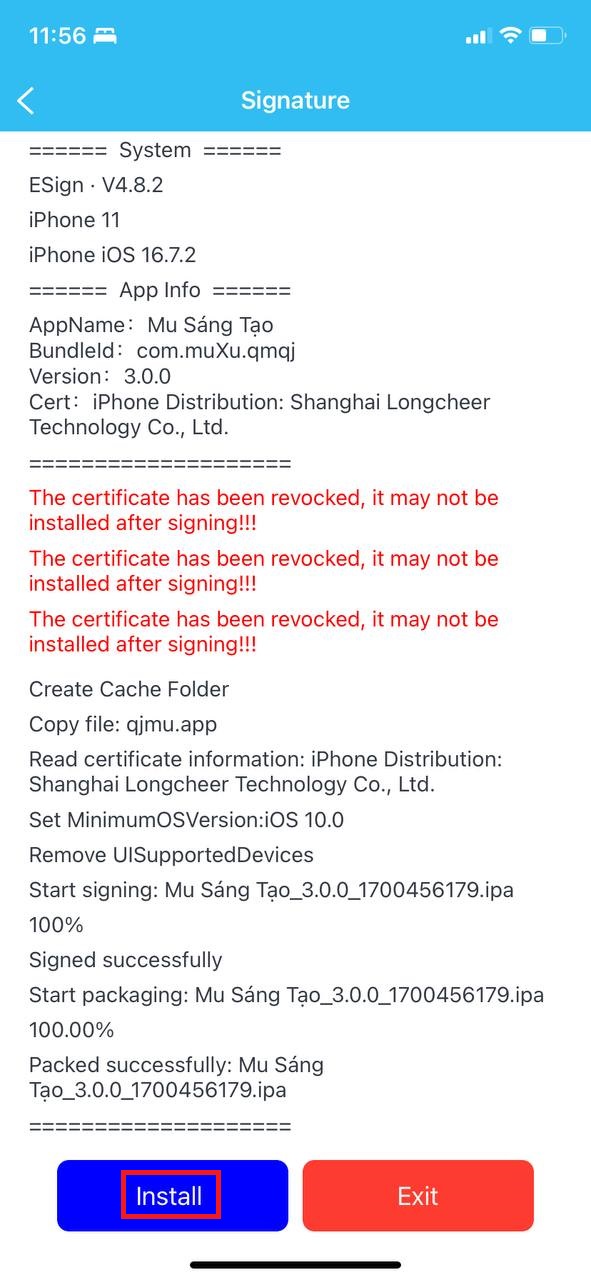 11:56
Signature
====== System ======
ESign · V4.8.2
iPhone 11
iPhone iOS 16.7.2
====== App Info ======
AppName：Mu Sáng Tạo
BundleId：com.muXu.qmqj
Version：3.0.0
Cert：iPhone Distribution: Shanghai Longcheer
Technology Co., Ltd.
====================
The certificate has been revocked, it may not be
installed after signing!!!
The certificate has been revocked, it may not be
installed after signing!!!
The certificate has been revocked, it may not be
installed after signing!!!
Create Cache Folder
Copy file: qjmu.app
Read certificate information: iPhone Distribution:
Shanghai Longcheer Technology Co., Ltd.
Set MinimumOSVersion:iOS 10.0
Remove UISupportedDevices
Start signing: Mu Sáng Tạo_3.0.0_1700456179.ipa
100%
Signed successfully
Start packaging: Mu Sáng Tạo_3.0.0_1700456179.ipa
100.00%
Packed successfully: Mu Sáng
Tạo_3.0.0_1700456179.ipa
====================
Install
Exit